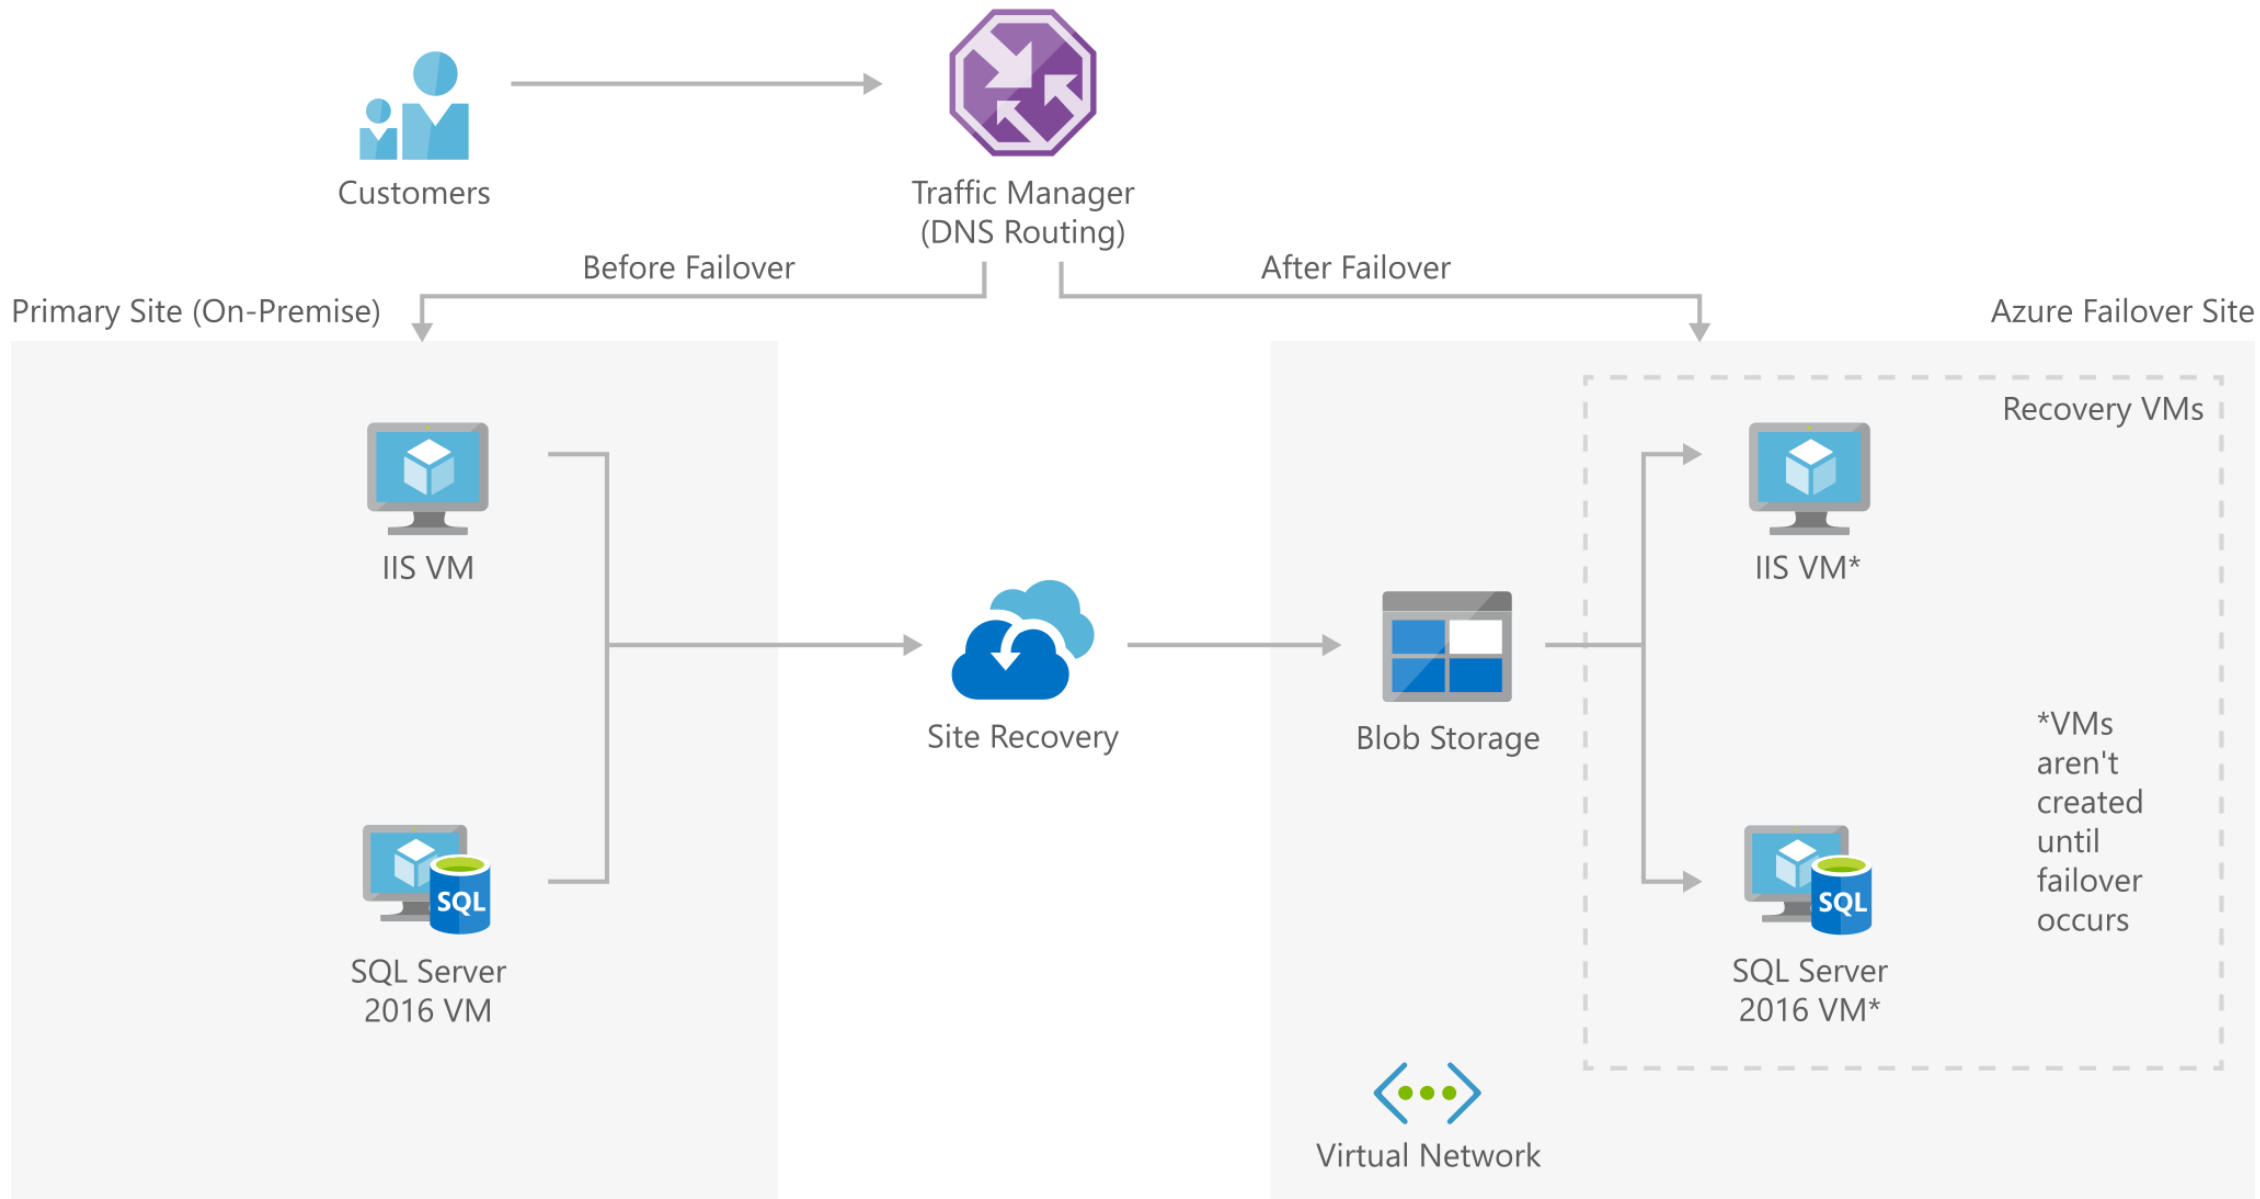 Customers
Traffic Manager
(DNS Routing)
Before Failover
After Failover
Primary Site (On-Premise)
Azure Failover Site
Recovery VMs
IIS VM
IIS VM*
Site Recovery
Blob Storage
*VMs
aren't
created
until
failover
occurs
SQL
SQL Server
2016 VM
SQL
SQL Server
2016 VM*
Virtual Network